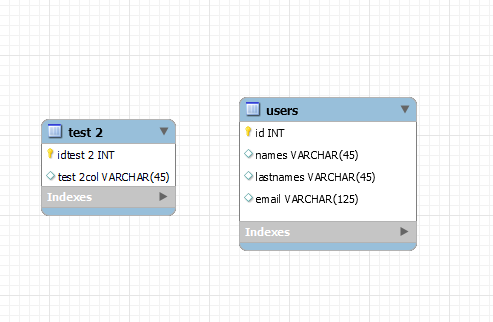 test 2
idtest 2 INT
test 2col VARCHAR(45)
Indexes
users
id INT
names VARCHAR(45)
lastnames VARCHAR(45)
email VARCHAR(125)
Indexes